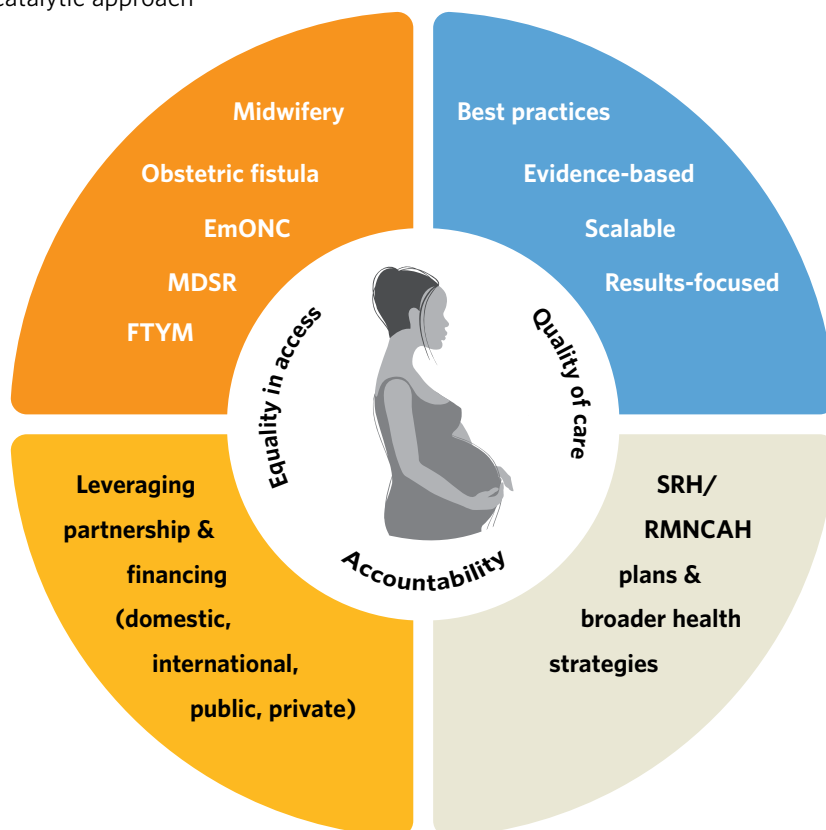 catalytic approach
Midwifery
Obstetric fistula
EmONC
MDSR
FTYM
Best practices
Evidence-based
Scalable
Results-focused
Equality in access
Quality of care
Accountability
Leveraging
partnership &
financing
(domestic,
international,
public, private)
SRH/
RMNCAH
plans &
broader health
strategies